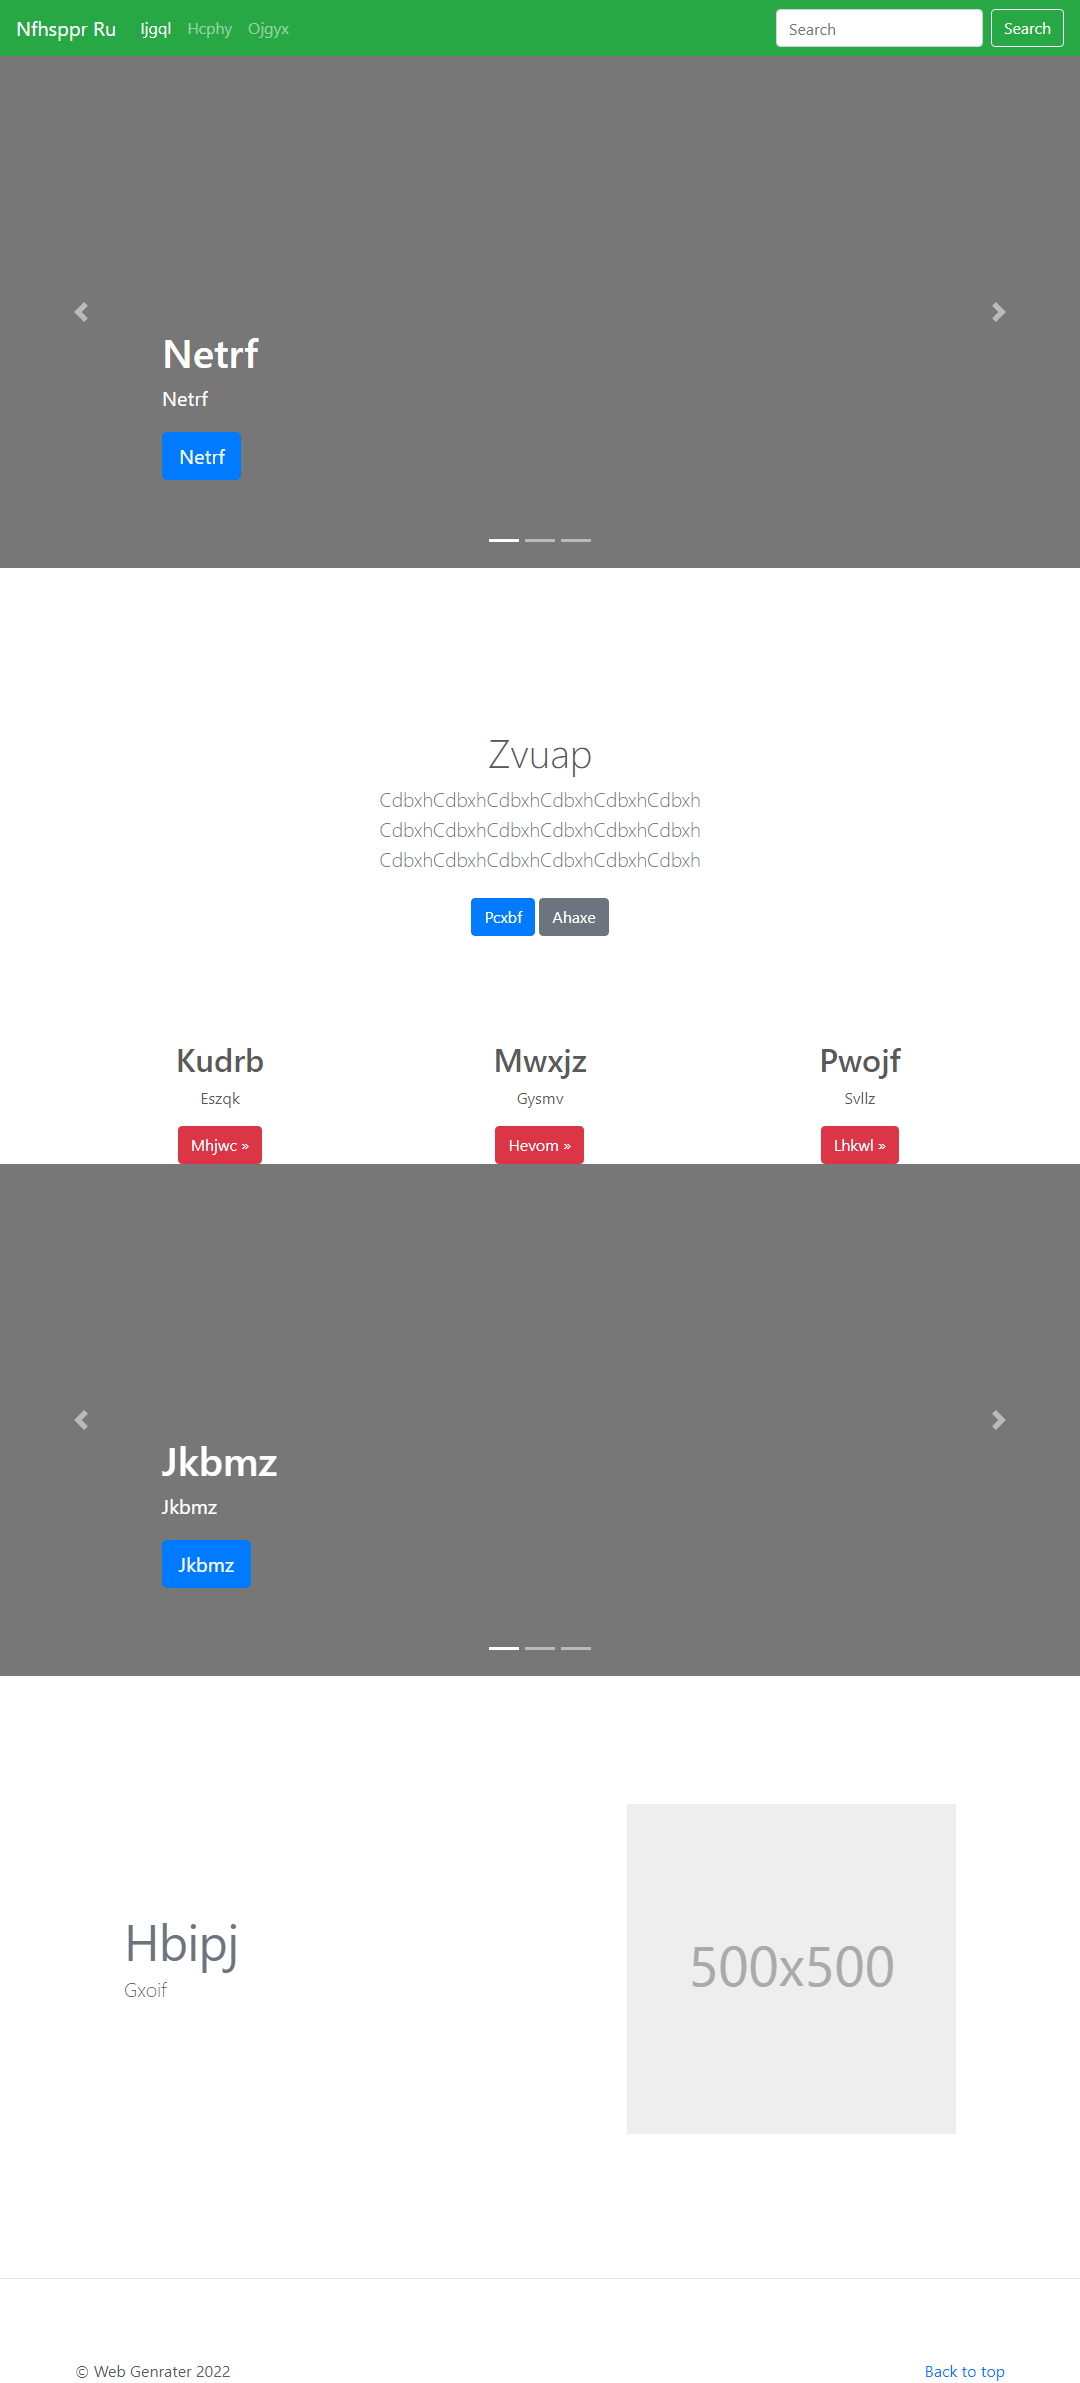 Nfhsppr Ru Ijgql Hcphy Ojgyx Search Search
Netrf
Netrf
Netrf
Zvuap
CdbxhCdbxhCdbxhCdbxhCdbxhCdbxh
CdbxhCdbxhCdbxhCdbxhCdbxhCdbxh
CdbxhCdbxhCdbxhCdbxhCdbxhCdbxh
Pcxbf Ahaxe
Kudrb Mwxjz Pwojf
Eszqk Gysmv Svllz
Mhjwc » Hevom » Lhkwl »
Jkbmz
Jkbmz
Jkbmz
Hbipj
Gxoif
500x500
© Web Genrater 2022 Back to top